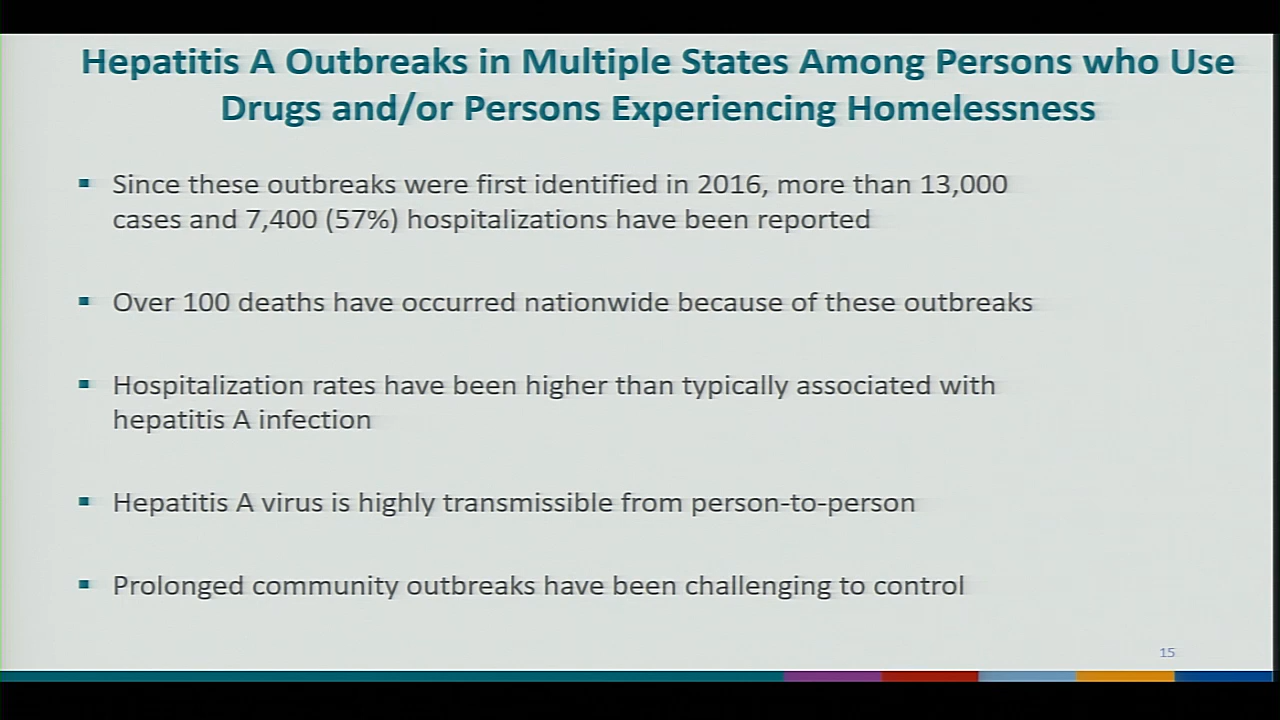 Hepatitis A Outbreaks in Multiple States Among Persons who Use
Drugs and/or Persons Experiencing Homelessness
▪ Since these outbreaks were first identified in 2016, more than 13,000
cases and 7,400 (57%) hospitalizations have been reported
▪ Over 100 deaths have occurred nationwide because of these outbreaks
▪ Hospitalization rates have been higher than typically associated with
hepatitis A infection
▪ Hepatitis A virus is highly transmissible from person-to-person
▪ Prolonged community outbreaks have been challenging to control
15